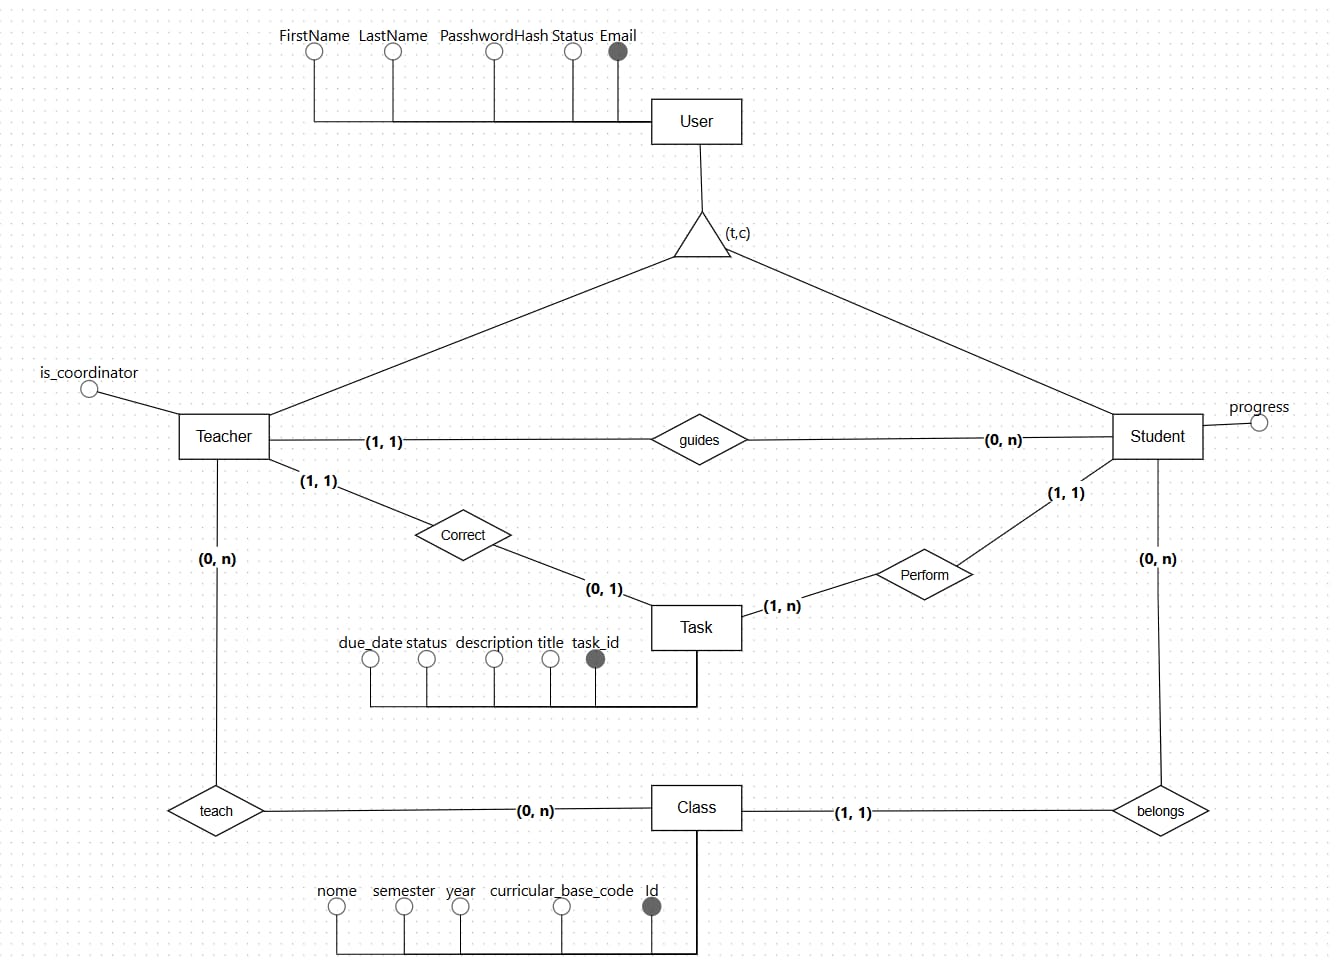 FirstName LastName PasshwordHash Status Email
User
(t,c)
is_coordinator
progress
Teacher
(1, 1)
guides
(0, n)
Student
(1, 1)
(1, 1)
Correct
(0, n)
(0, n)
Perform
(0, 1)
(1, n)
Task
due_date status description title task_id
teach
(0, n)
Class
(1, 1)
belongs
nome semester year curricular_base_code Id